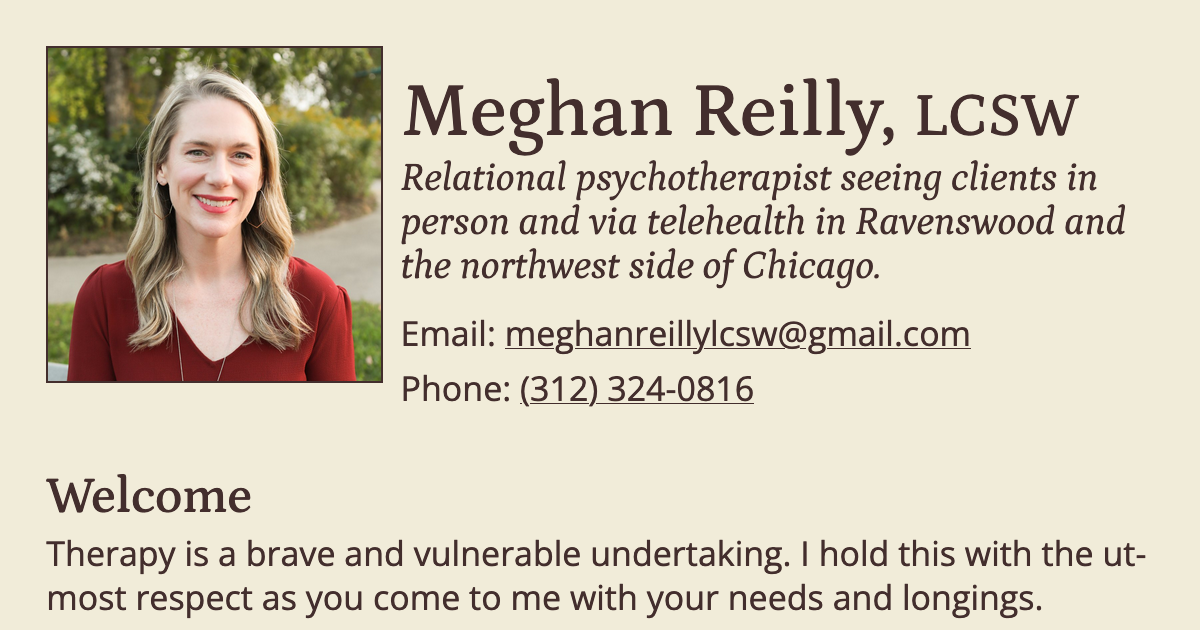 Meghan Reilly, LCSW
Relational psychotherapist seeing clients in
person and via telehealth in Ravenswood and
the northwest side of Chicago.
Email: meghanreillylcsw@gmail.com
Phone: (312) 324-0816
Welcome
Therapy is a brave and vulnerable undertaking. I hold this with the ut-
most respect as you come to me with your needs and longings.